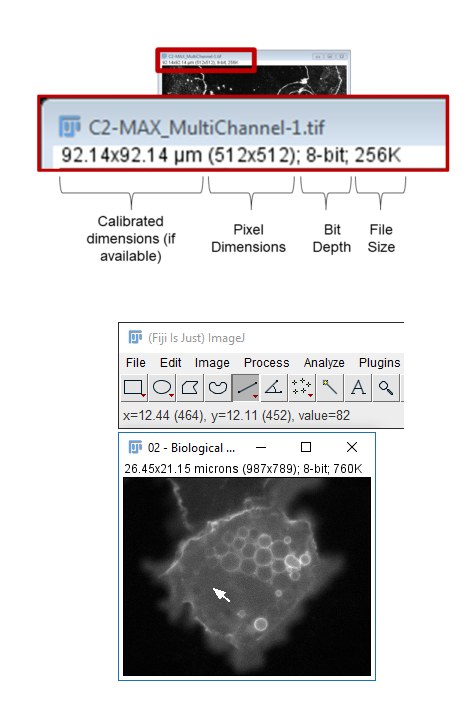 C2-MAX_MultiChannel-1.tif
92.14x92.14 µm (512x512); 8-bit; 256K
C2-MAX_MultiChannel-1.tif
92.14x92.14 µm (512x512); 8-bit; 256K
Calibrated
dimensions (if
available)
Pixel
Dimensions
Bit
Depth
File
Size
(Fiji Is Just) ImageJ
File Edit Image Process Analyze Plugins
A
x=12.44 (464), y=12.11 (452), value=82
02 - Biological ...
26.45x21.15 microns (987x789); 8-bit; 760K